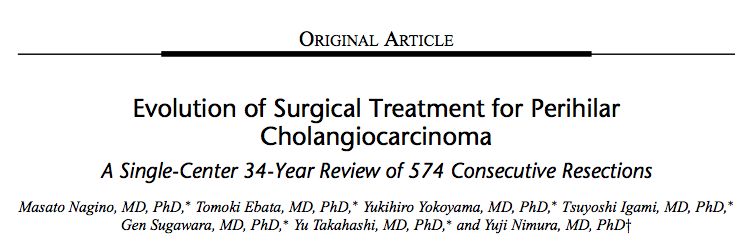 ORIGINAL ARTICLE
Evolution of Surgical Treatment for Perihilar
Cholangiocarcinoma
A Single-Center 34-Year Review of 574 Consecutive Resections
Masato Nagino, MD, PhD,* Tomoki Ebata, MD, PhD,* Yukihiro Yokoyama, MD, PhD,* Tsuyoshi Igami, MD, PhD,*
Gen Sugawara, MD, PhD,* Yu Takahashi, MD, PhD,* and Yuji Nimura, MD, PhD†